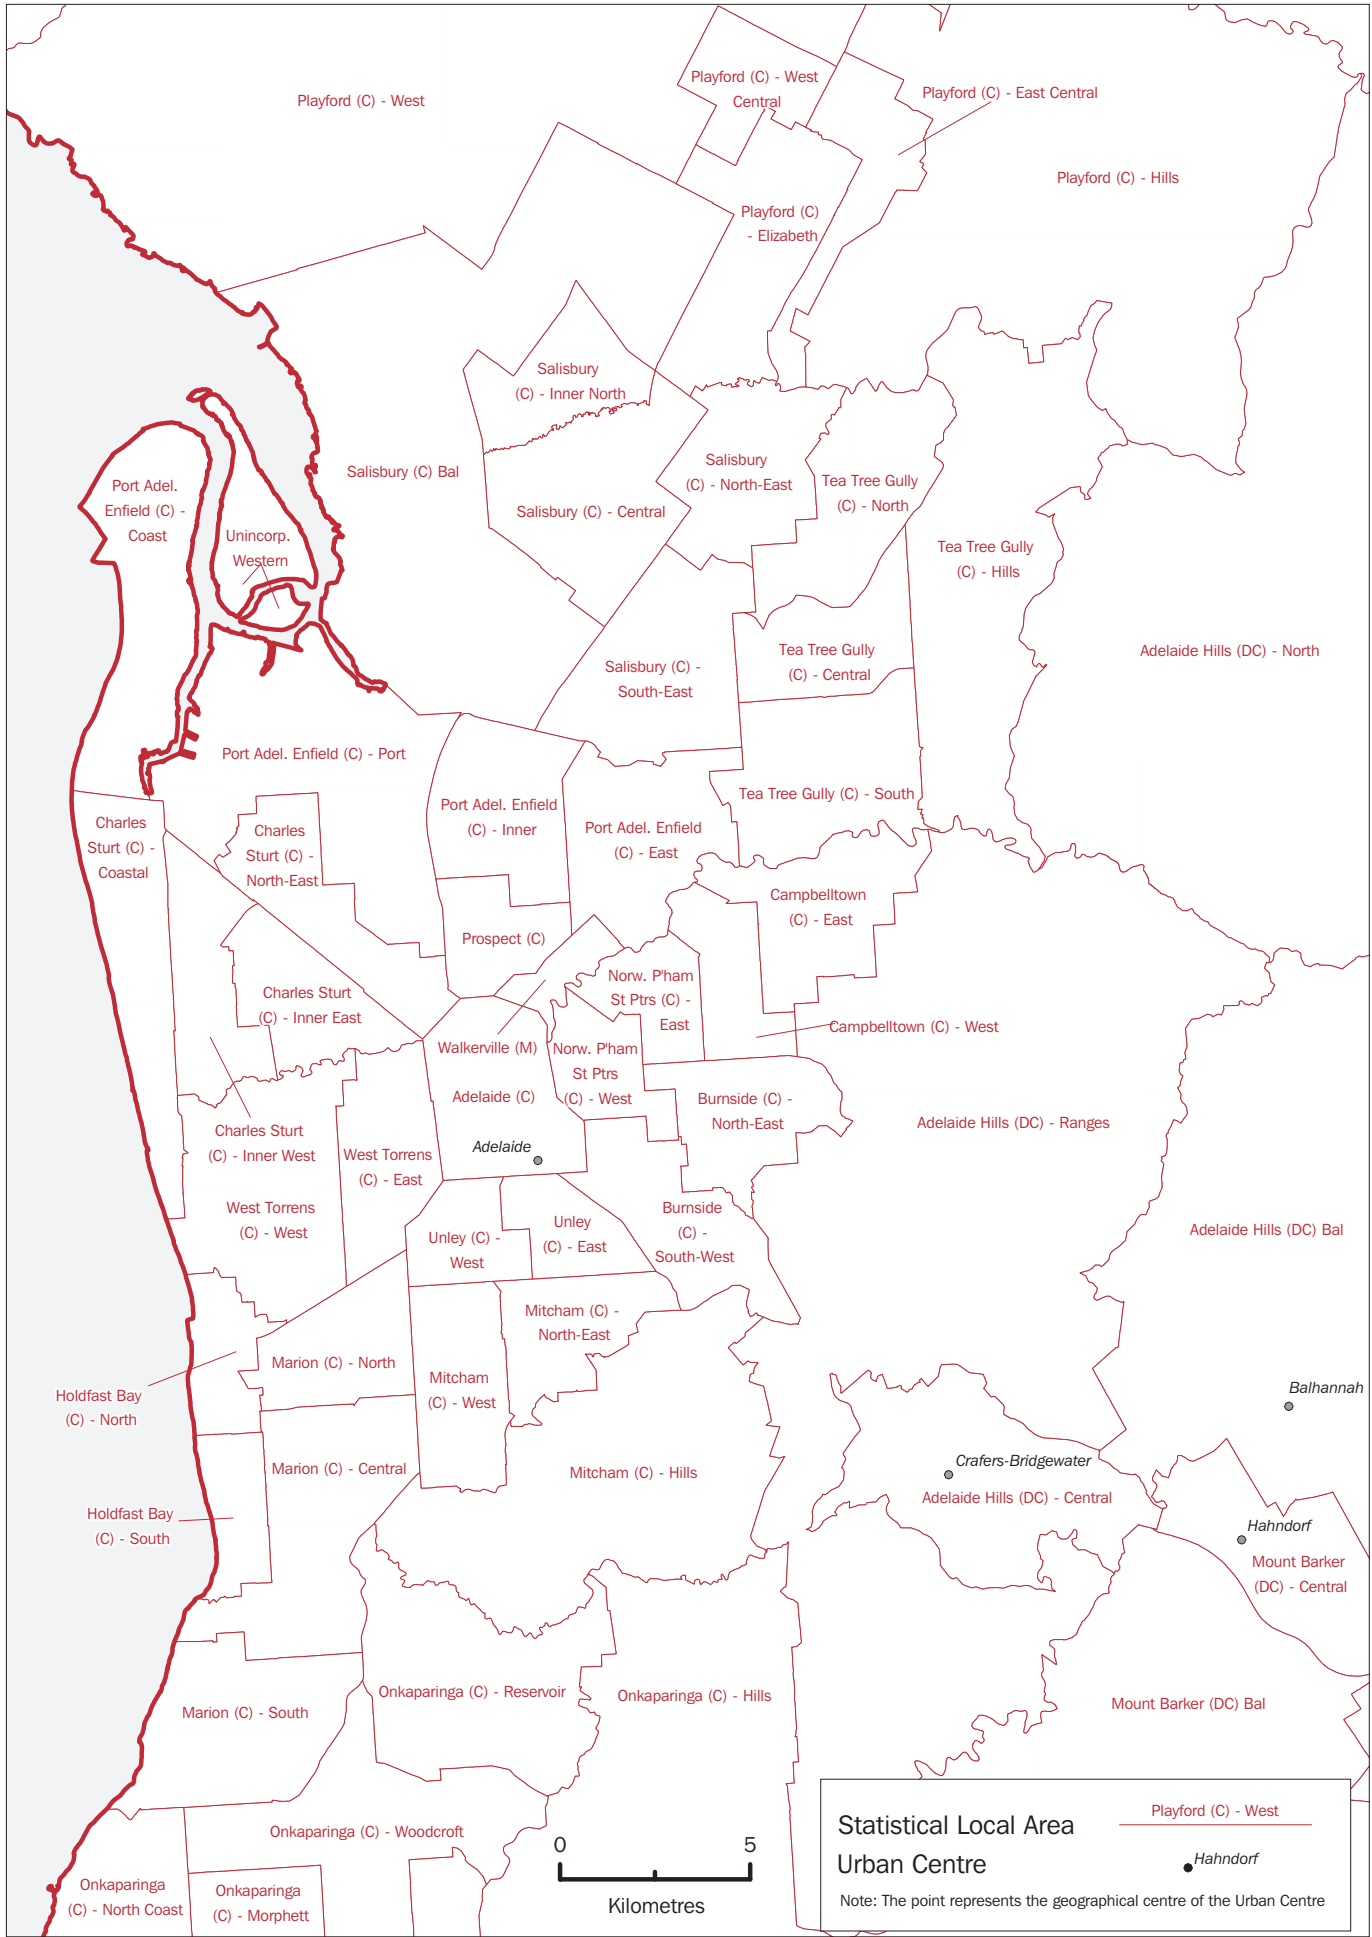 Playford (C) - West
Playford (C) - West
Central
Playford (C) - East Central
Playford (C) - Hills
Playford (C)
- Elizabeth
Salisbury
(C) - Inner North
Salisbury (C) Bal
Salisbury
(C) - North-East
Tea Tree Gully
(C) - North
Port Adel.
Enfield (C) -
Coast
Salisbury (C) - Central
Unincorp.
Western
Tea Tree Gully
(C) - Hills
Adelaide Hills (DC) - North
Tea Tree Gully
(C) - Central
Salisbury (C) -
South-East
Port Adel. Enfield (C) - Port
Tea Tree Gully (C) - South
Port Adel. Enfield
(C) - Inner
Port Adel. Enfield
(C) - East
Charles
Sturt (C) -
Coastal
Charles
Sturt (C) -
North-East
Campbelltown
(C) - East
Prospect (C)
Norw. P'ham
St Ptrs (C) -
East
Charles Sturt
(C) - Inner East
Campbelltown (C) - West
Walkerville (M)
Norw. P'ham
St Ptrs
(C) - West
Adelaide (C)
Burnside (C) -
North-East
Adelaide Hills (DC) - Ranges
Charles Sturt
(C) - Inner West
Adelaide
West Torrens
(C) - East
West Torrens
(C) - West
Unley (C) -
West
Unley
(C) - East
Burnside
(C) -
South-West
Adelaide Hills (DC) Bal
Mitcham (C) -
North-East
Marion (C) - North
Mitcham
(C) - West
Holdfast Bay
(C) - North
Balhannah
Marion (C) - Central
Mitcham (C) - Hills
Crafers-Bridgewater
Adelaide Hills (DC) - Central
Holdfast Bay
(C) - South
Hahndorf
Mount Barker
(DC) - Central
Onkaparinga (C) - Reservoir
Onkaparinga (C) - Hills
Mount Barker (DC) Bal
Marion (C) - South
Onkaparinga (C) - Woodcroft
Onkaparinga
(C) - North Coast
Onkaparinga
(C) - Morphett
0 5
Kilometres
Statistical Local Area
Playford (C) - West
Urban Centre
Hahndorf
Note: The point represents the geographical centre of the Urban Centre